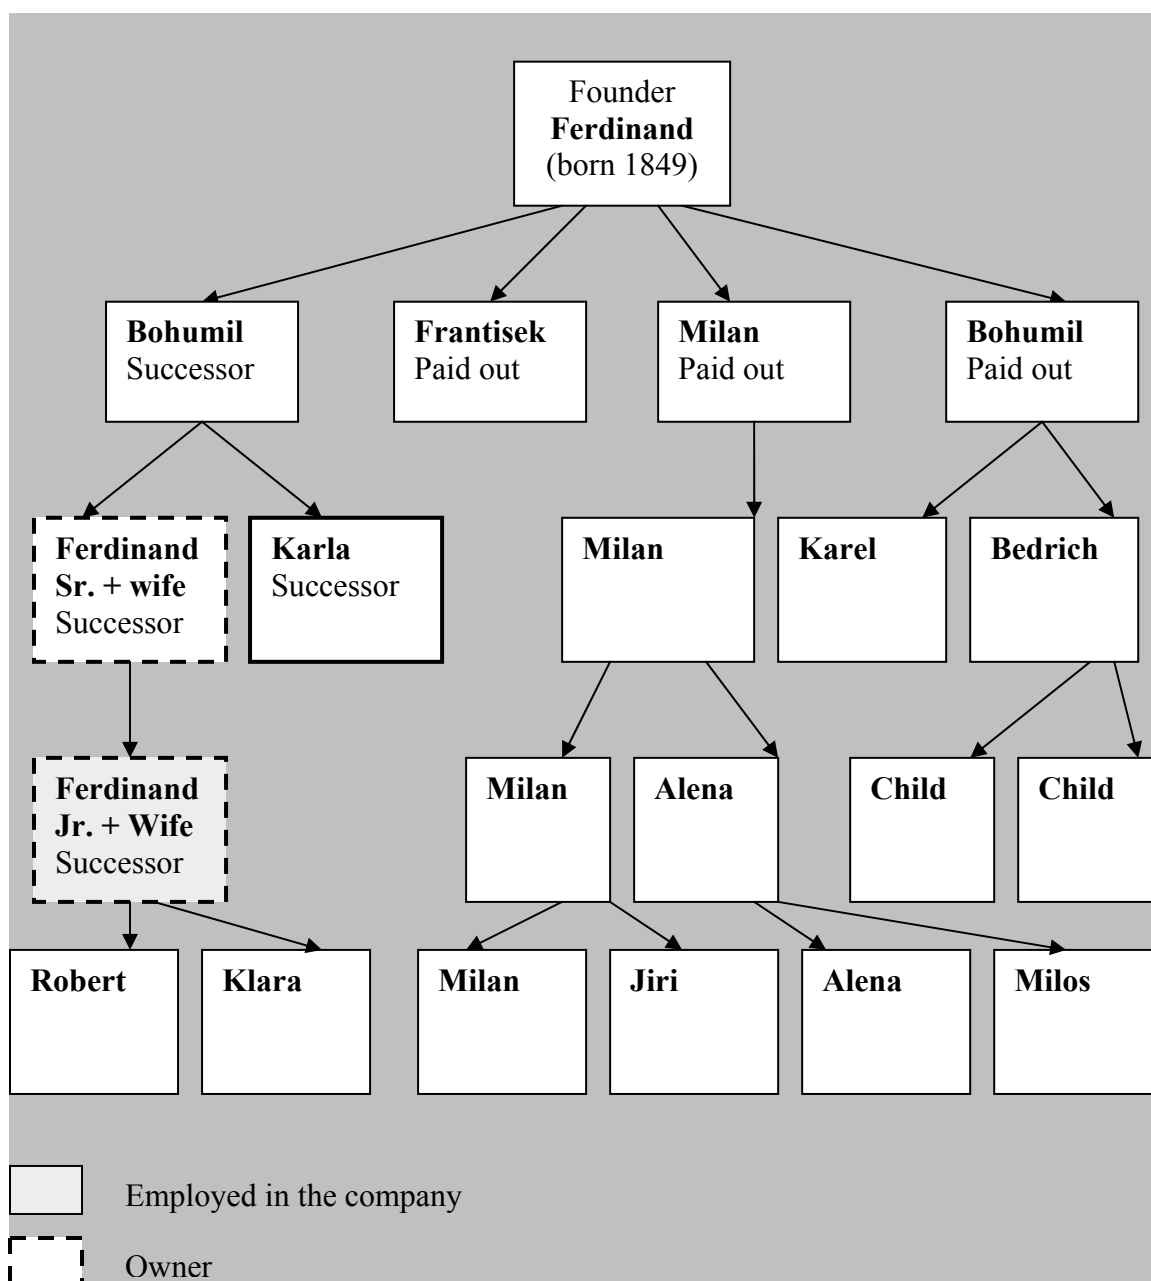 Founder
Ferdinand
(born 1849)
Bohumil
Successor
Frantisek
Paid out
Milan
Paid out
Bohumil
Paid out
Ferdinand
Sr. + wife
Successor
Karla
Successor
Milan
Karel
Bedrich
Ferdinand
Jr. + Wife
Successor
Milan
Alena
Child
Child
Robert
Klara
Milan
Jiri
Alena
Milos
Employed in the company
Owner